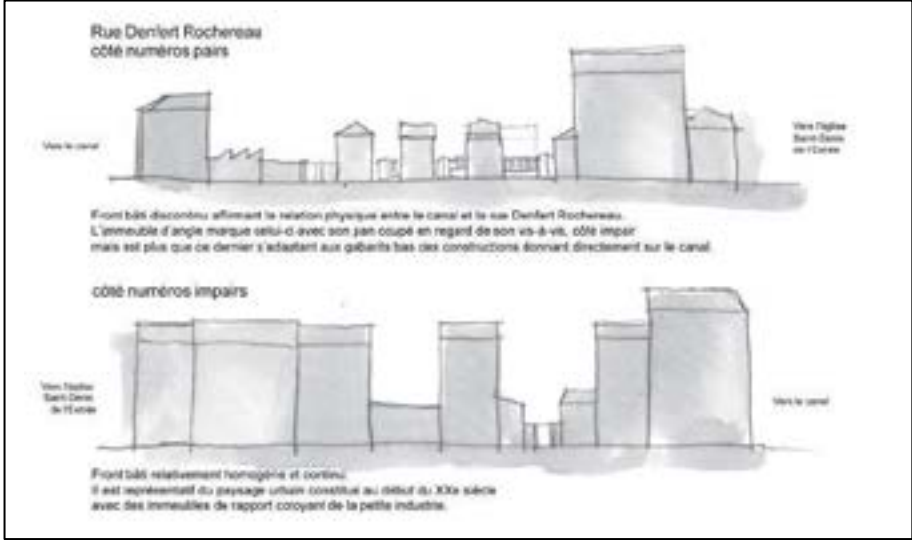 Rue Denfert Rochereau
côté numéros pairs
Vers le canal
Vers l'église
Saint-Denis
de l'Estrée
Front bâti discontinu affirmant la relation physique entre le canal et la rue Denfert Rochereau.
L'immeuble d'angle marque celui-ci avec son pan coupé en regard de son vis-à-vis, côté impair
mais est plus que ce dernier s'adaptant aux gabarits bas des constructions donnant directement sur le canal.
côté numéros impairs
Vers l'église
Saint-Denis
de l'Estrée
Vers le canal
Front bâti relativement homogène et continu.
Il est représentatif du paysage urbain constitué au début du XXe siècle
avec des immeubles de rapport cotoyant de la petite industrie.